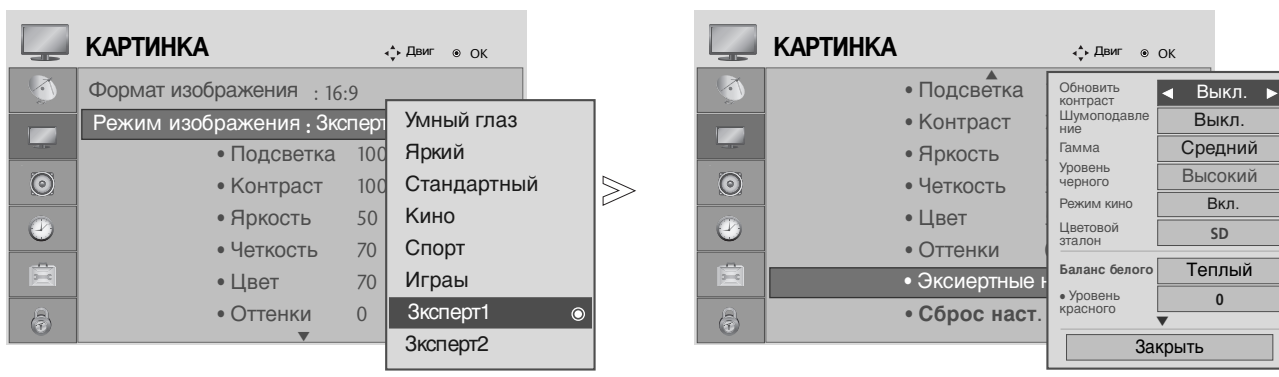 КАРТИНКА
Двиг ОК
Формат изображения : 16:9
Режим изображения : Зксперт
• Подсветка 100
• Контраст 100
• Яркость 50
• Четкость 70
• Цвет 70
• Оттенки 0
Умный глаз
Яркий
Стандартный
Кино
Спорт
Играы
Зксперт1
Зксперт2
КАРТИНКА
Двиг ОК
• Подсветка
• Контраст
• Яркость
• Четкость
• Цвет
• Оттенки
• Эксиертные
• Сброс наст.
Обновить
контраст
Выкл.
Шумоподавле
ние
Выкл.
Гамма
Средний
Уровень
черного
Высокий
Режим кино
Вкл.
Цветовой
зталон
SD
Баланс белого
Теплый
• Уровень
красного
0
Закрыть